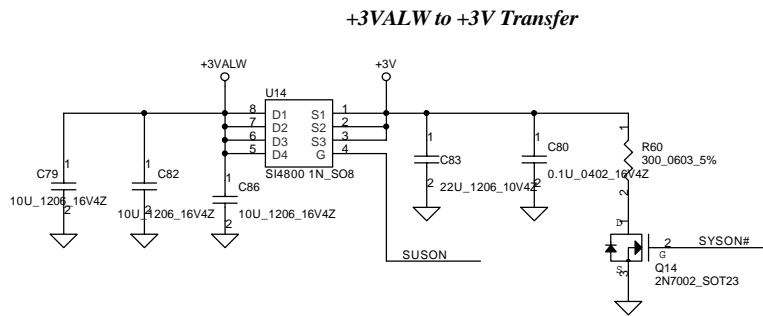 +3VALW to +3V Transfer
+3VALW
+3V
U14
8 D1 S1 1
7 D2 S2 2
6 D3 S3 3
5 D4 G 4
SI4800 1N_SO8
1
C79
2
10U_1206_16V4Z
1
C82
2
10U_1206_16V4Z
1
C86
2
10U_1206_16V4Z
1
C83
2
22U_1206_10V4Z
1
C80
2
0.1U_0402_16V4Z
1
R60
300_0603_5%
2
SUSON
D
1
2
G
SYSON#
S
3
Q14
2N7002_SOT23